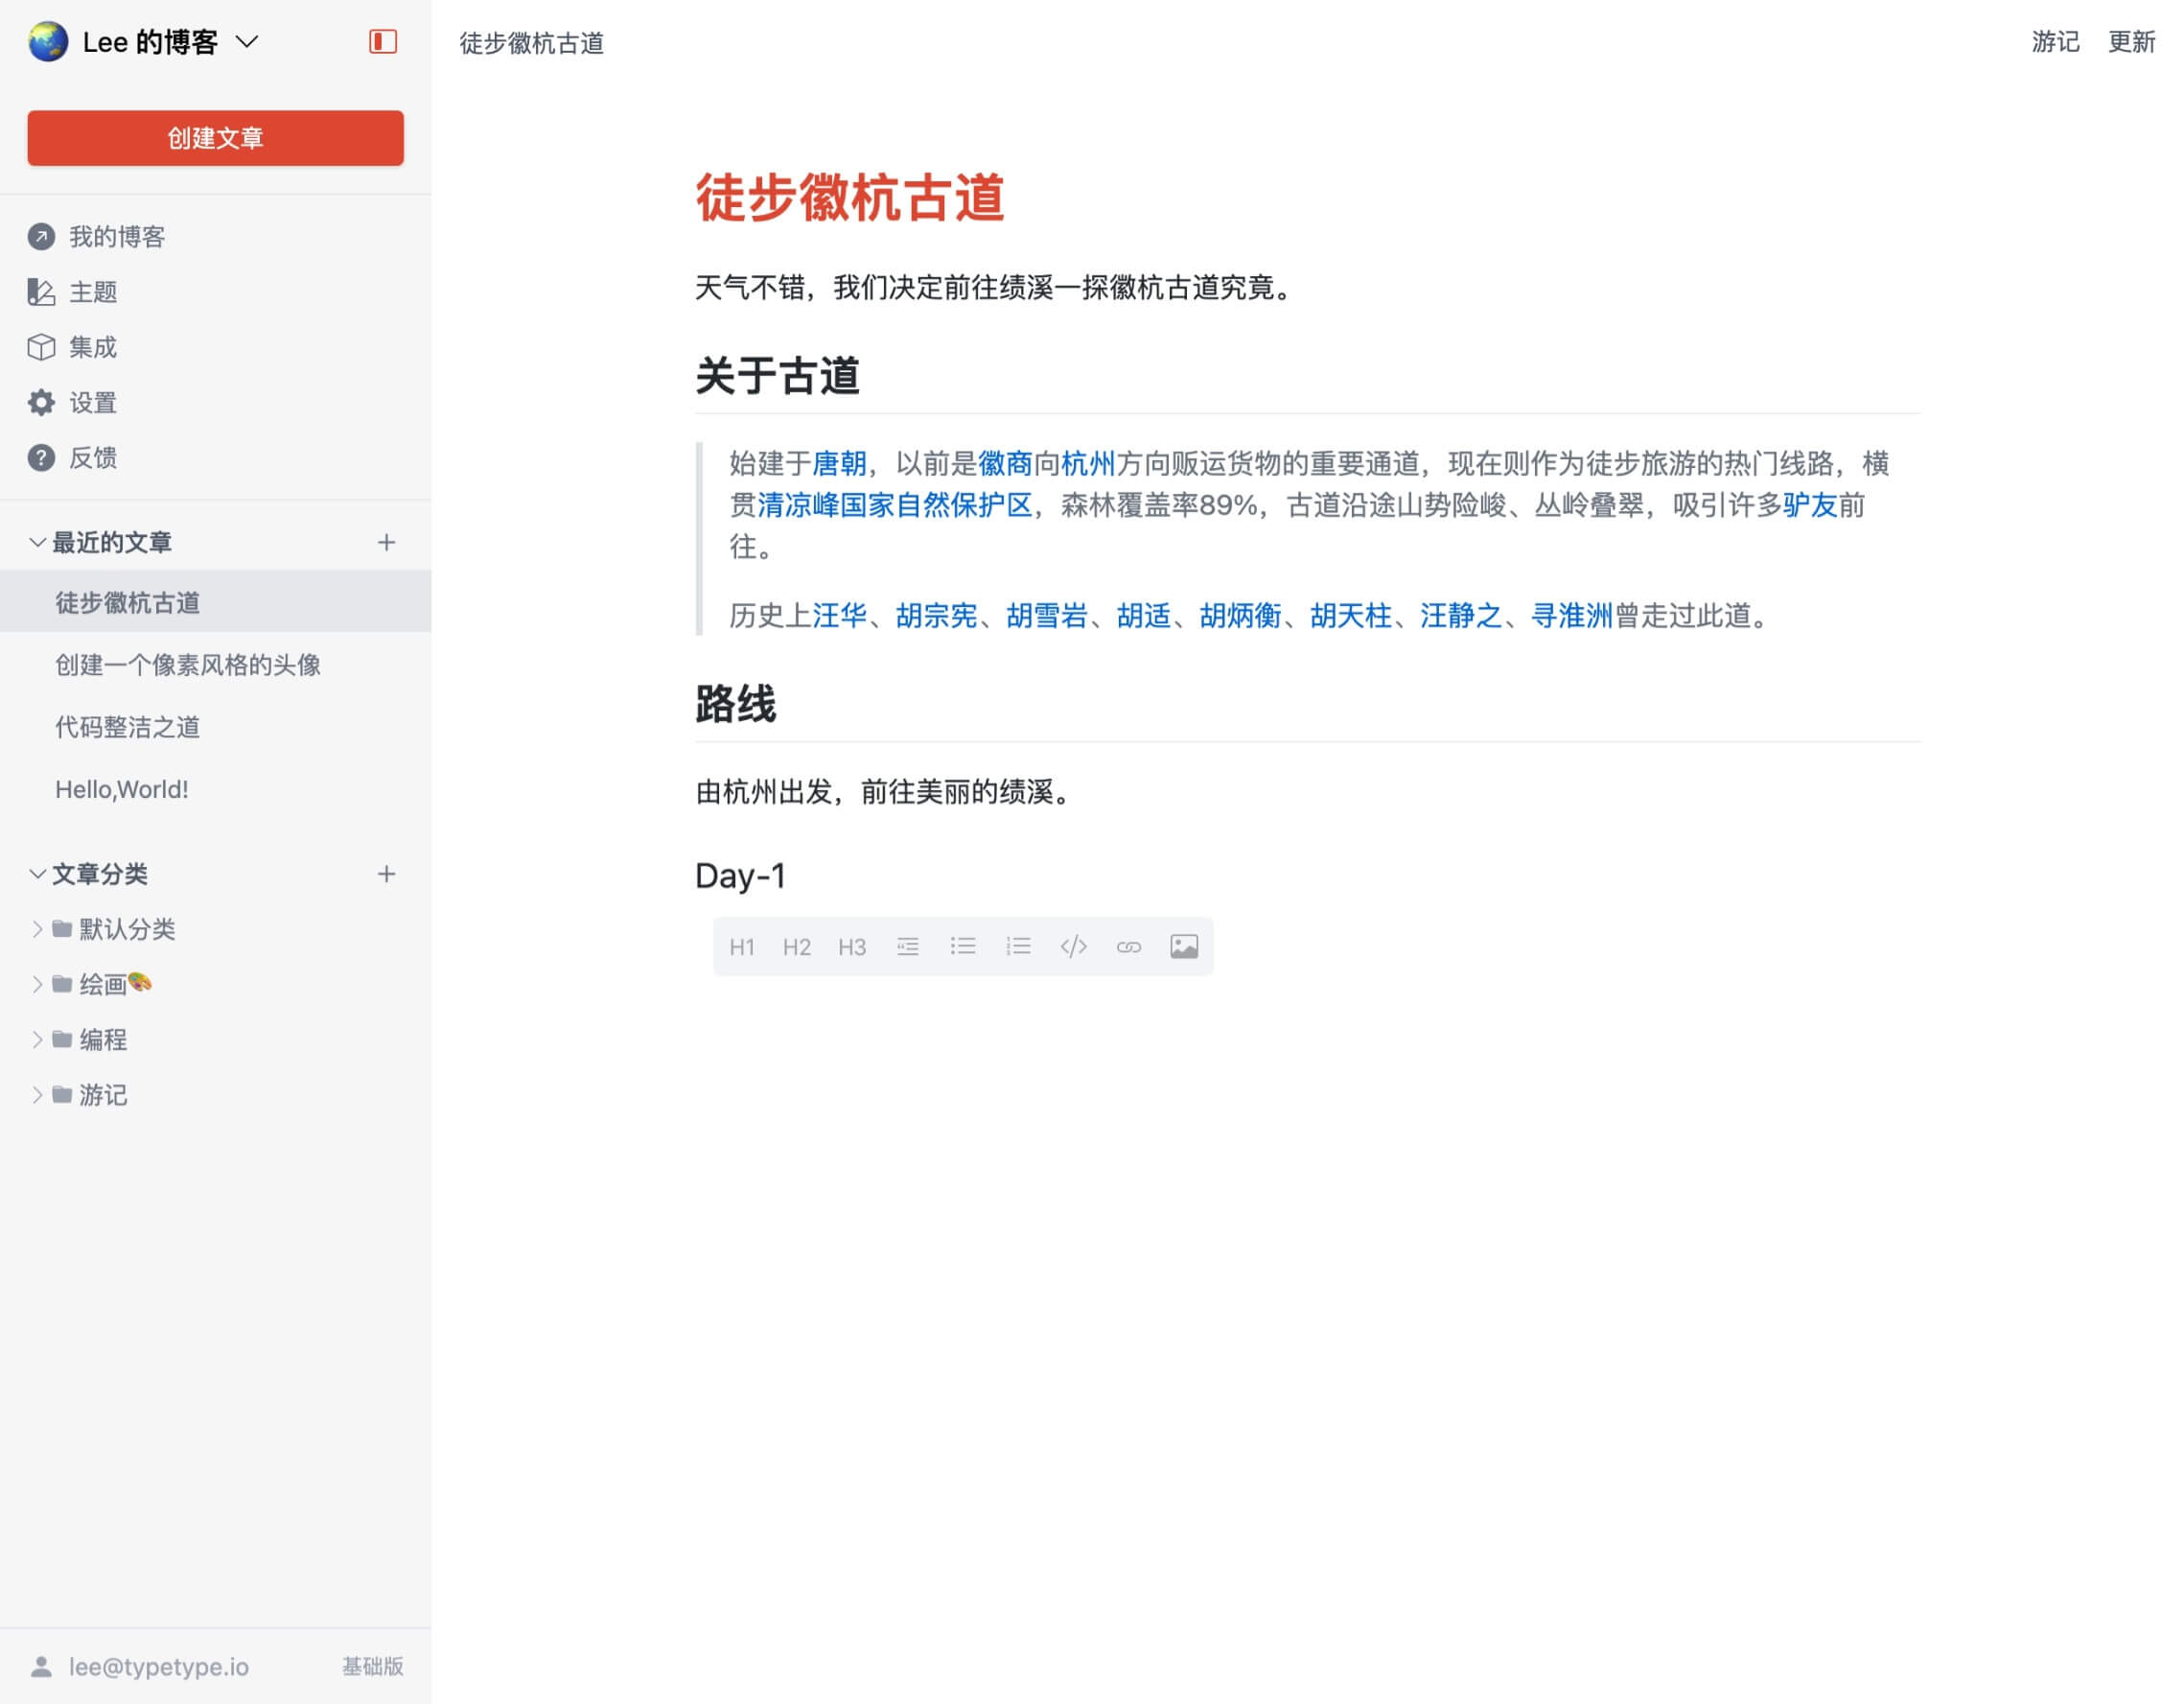 Lee 的博客
创建文章
我的博客
主题
集成
设置
反馈
最近的文章
徒步徽杭古道
创建一个像素风格的头像
代码整洁之道
Hello,World!
文章分类
默认分类
绘画🎨
编程
游记
lee@typetype.io
基础版
徒步徽杭古道
游记
更新
徒步徽杭古道
天气不错，我们决定前往绩溪一探徽杭古道究竟。
关于古道
始建于唐朝，以前是徽商向杭州方向贩运货物的重要通道，现在则作为徒步旅游的热门线路，横
贯清凉峰国家自然保护区，森林覆盖率89%，古道沿途山势险峻、丛岭叠翠，吸引许多驴友前
往。
历史上汪华、胡宗宪、胡雪岩、胡适、胡炳衡、胡天柱、汪静之、寻淮洲曾走过此道。
路线
由杭州出发，前往美丽的绩溪。
Day-1
H1 H2 H3